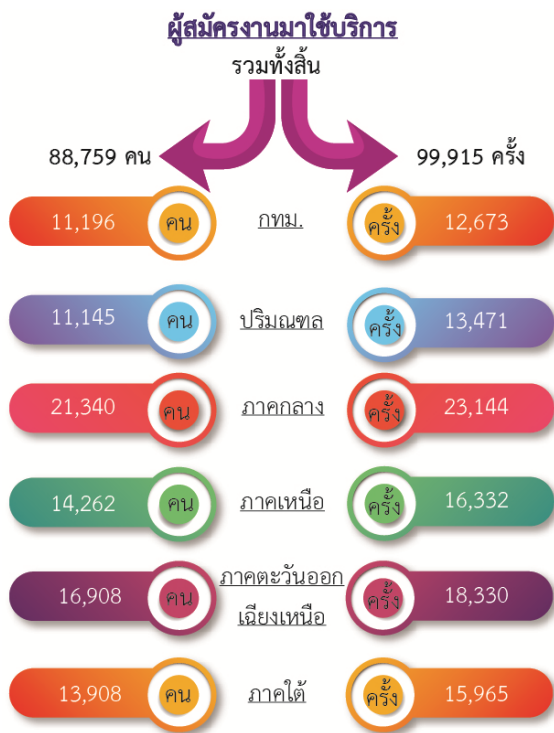 ผู้สมัครงานมาใช้บริการ
รวมทั้งสิ้น
88,759 คน 99,915 ครั้ง
11,196 คน กทม. ครั้ง 12,673
11,145 คน ปริมณฑล ครั้ง 13,471
21,340 คน ภาคกลาง ครั้ง 23,144
14,262 คน ภาคเหนือ ครั้ง 16,332
ภาคตะวันออก
16,908 คน ครั้ง 18,330
เฉียงเหนือ
13,908 คน ภาคใต้ ครั้ง 15,965